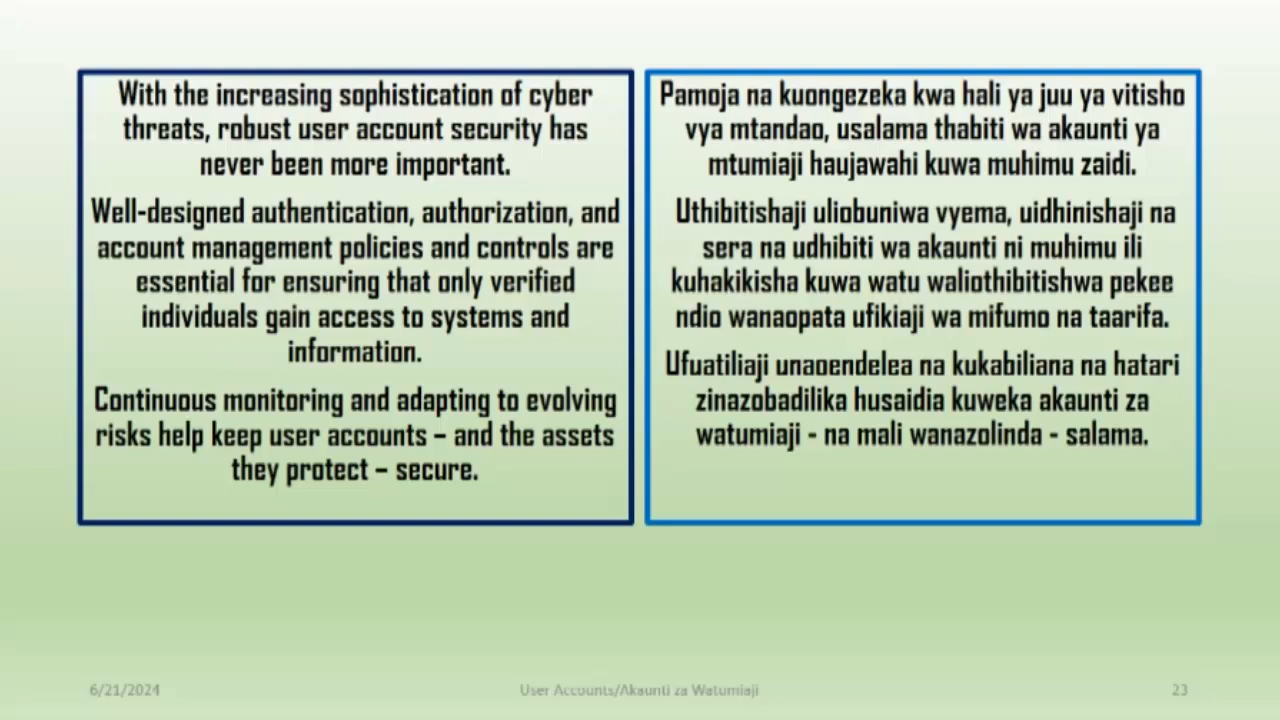 With the increasing sophistication of cyber
threats, robust user account security has
never been more important.
Well-designed authentication, authorization, and
account management policies and controls are
essential for ensuring that only verified
individuals gain access to systems and
information.
Continuous monitoring and adapting to evolving
risks help keep user accounts – and the assets
they protect – secure.
Pamoja na kuongezeka kwa hali ya juu ya vitisho
vya mtandao, usalama thabiti wa akaunti ya
mtumiaji haujawahi kuwa muhimu zaidi.
Uthibitishaji uliobuniwa vyema, uidhinishaji na
sera na udhibiti wa akaunti ni muhimu ili
kuhakikisha kuwa watu waliothibitishwa pekee
ndio wanaopata ufikiaji wa mifumo na taarifa.
Ufuatiliaji unaoendelea na kukabiliana na hatari
zinazobadilika husaidia kuweka akaunti za
watumiaji - na mali wanazolinda - salama.
6/21/2024
User Accounts/Akaunti za Watumiaji
23